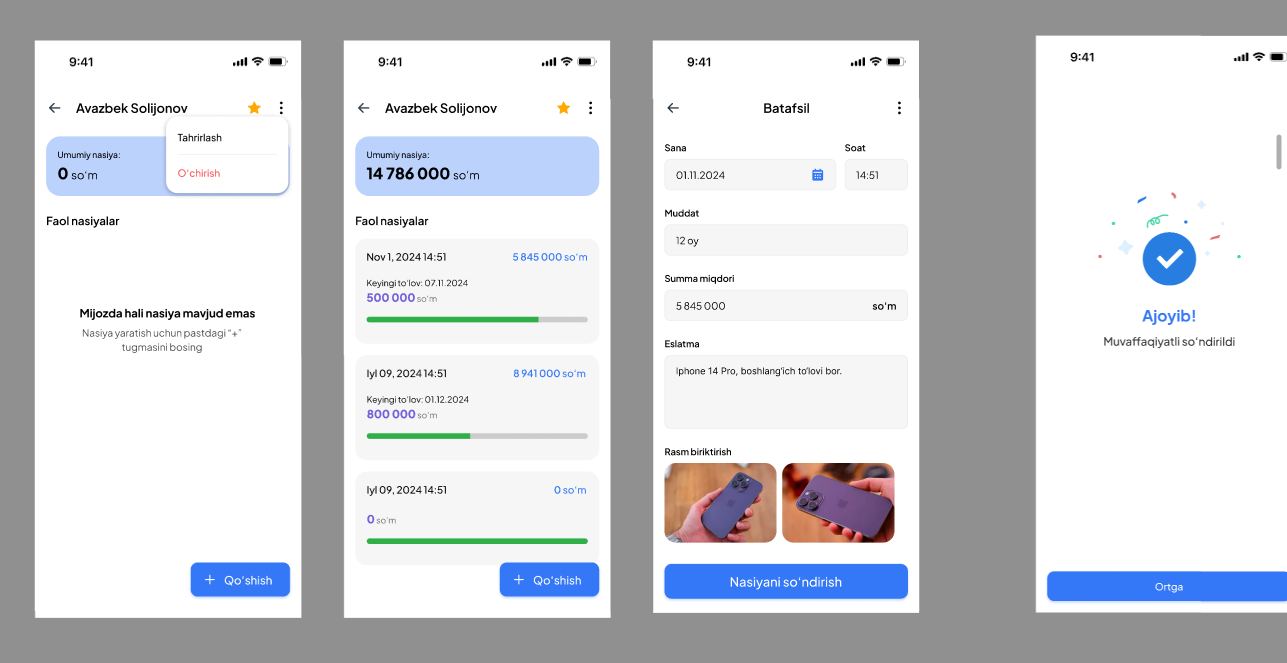 9:41
Avazbek Solijonov
Tahrirlash
O'chirish
Umumiy nasiya:
0 so'm
Faol nasiyalar
Mijozda hali nasiya mavjud emas
Nasiya yaratish uchun pastdagi "+"
tugmasini bosing
+ Qo'shish
9:41
Avazbek Solijonov
Umumiy nasiya:
14 786 000 so'm
Faol nasiyalar
Nov 1, 2024 14:51
5 845 000 so'm
Keyingi to'lov: 07.11.2024
500 000 so'm
Iyl 09, 2024 14:51
8 941 000 so'm
Keyingi to'lov: 01.12.2024
800 000 so'm
Iyl 09, 2024 14:51
0 so'm
0 so'm
+ Qo'shish
9:41
Batafsil
Sana
Soat
01.11.2024
14:51
Muddat
12 oy
Summa miqdori
5 845 000
so'm
Eslatma
Iphone 14 Pro, boshlang'ich to'lovi bor.
Rasm biriktirish
Nasiyani so'ndirish
9:41
Ajoyib!
Muvaffaqiyatli so'ndirildi
Ortga